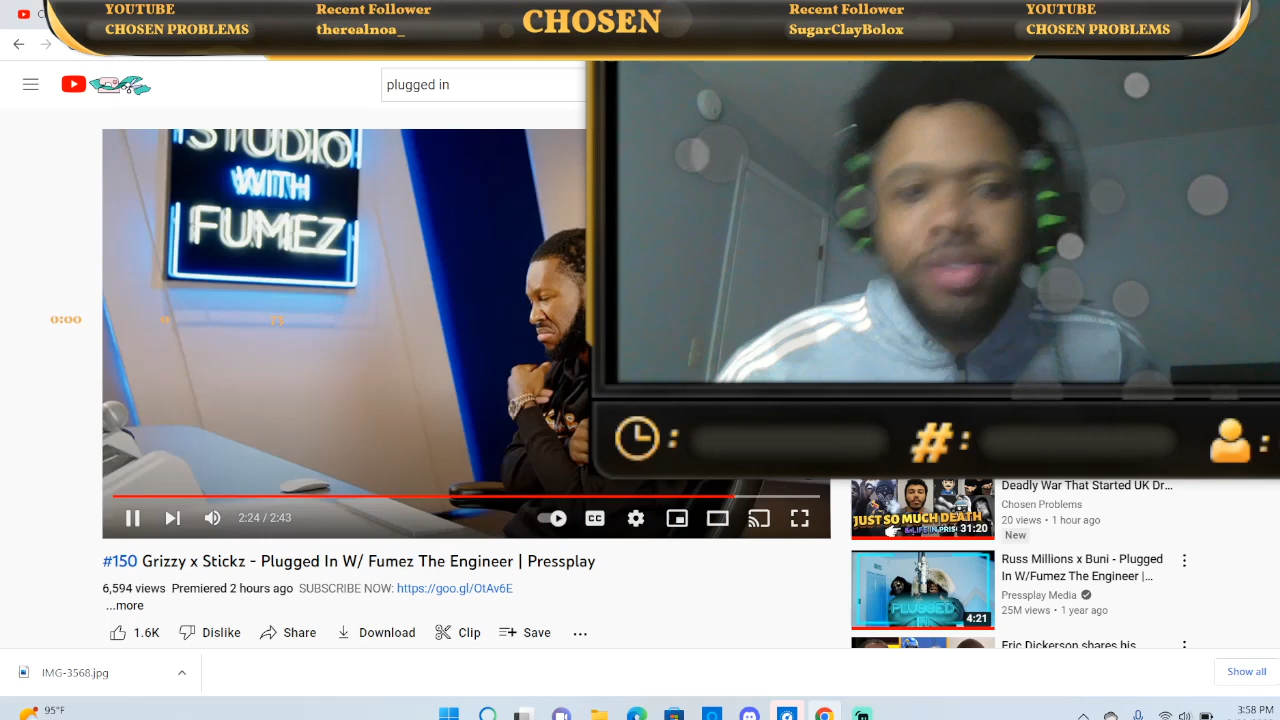 YOUTUBE
CHOSEN PROBLEMS
Recent Follower
therealnoa_
CHOSEN
Recent Follower
SugarClayBolox
YOUTUBE
CHOSEN PROBLEMS
plugged in
STUDIO
WITH
FUMEZ
0:00
:
#:
:
2:24 / 2:43
CC
#150 Grizzy x Stickz - Plugged In W/ Fumez The Engineer | Pressplay
6,594 views Premiered 2 hours ago SUBSCRIBE NOW: https://goo.gl/OtAv6E
...more
1.6K Dislike Share Download Clip Save ...
JUST SO MUCH DEATH
& LIFE IN PRIS
31:20
Deadly War That Started UK Dr...
Chosen Problems
20 views • 1 hour ago
New
PLUGGED
IN
4:21
Russ Millions x Buni - Plugged
In W/Fumez The Engineer |...
Pressplay Media
25M views • 1 year ago
Eric Dickerson shares his
IMG-3568.jpg
Show all
95°F
3:58 PM